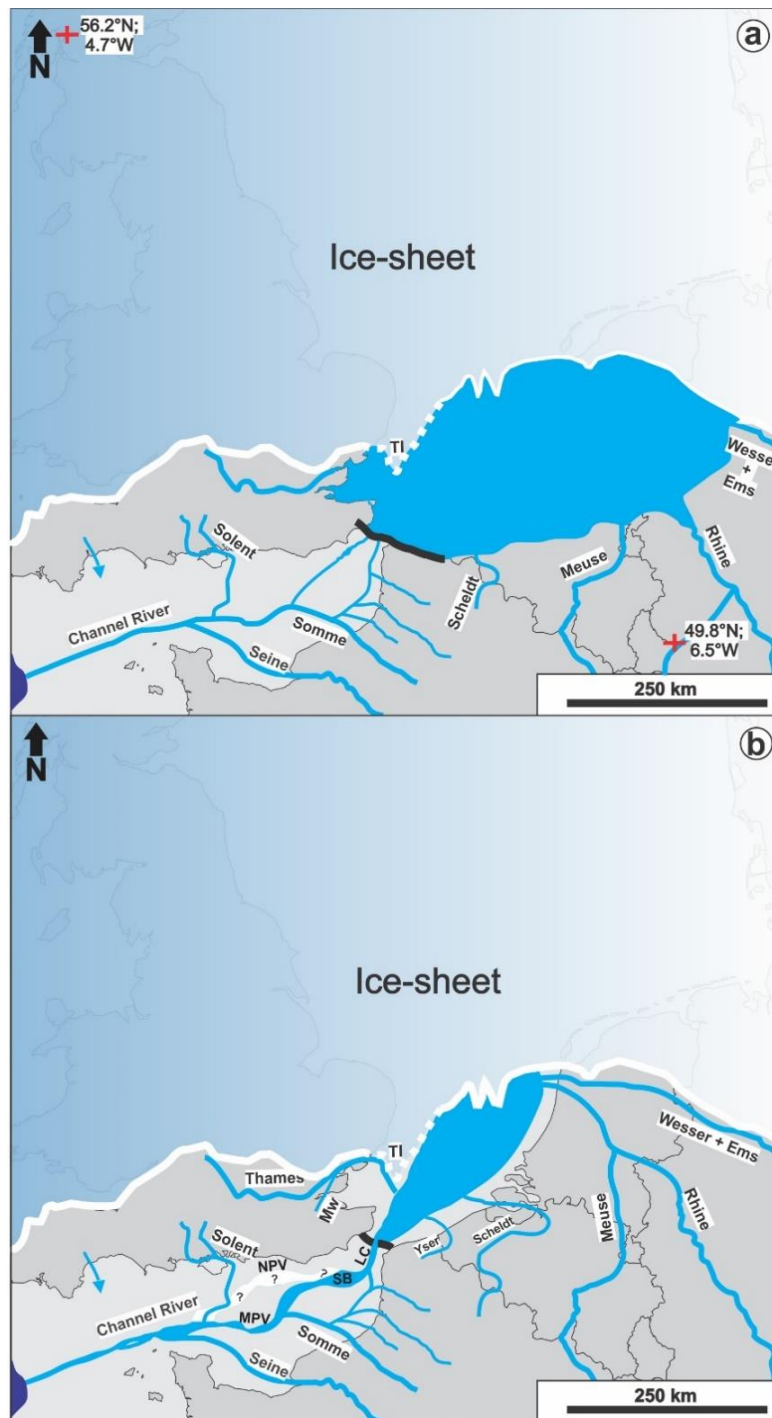 56.2°N;
4.7°W
N
a
Ice-sheet
TI
Wesser
+
Ems
Solent
Meuse
Rhine
Scheldt
Channel River
Somme
Seine
49.8°N;
6.5°W
250 km
N
b
Ice-sheet
TI
Wesser + Ems
Thames
Mw
Yser
Scheldt
Meuse
Rhine
Solent
LC
NPV
?
?
SB
?
MPV
Channel River
Somme
Seine
250 km